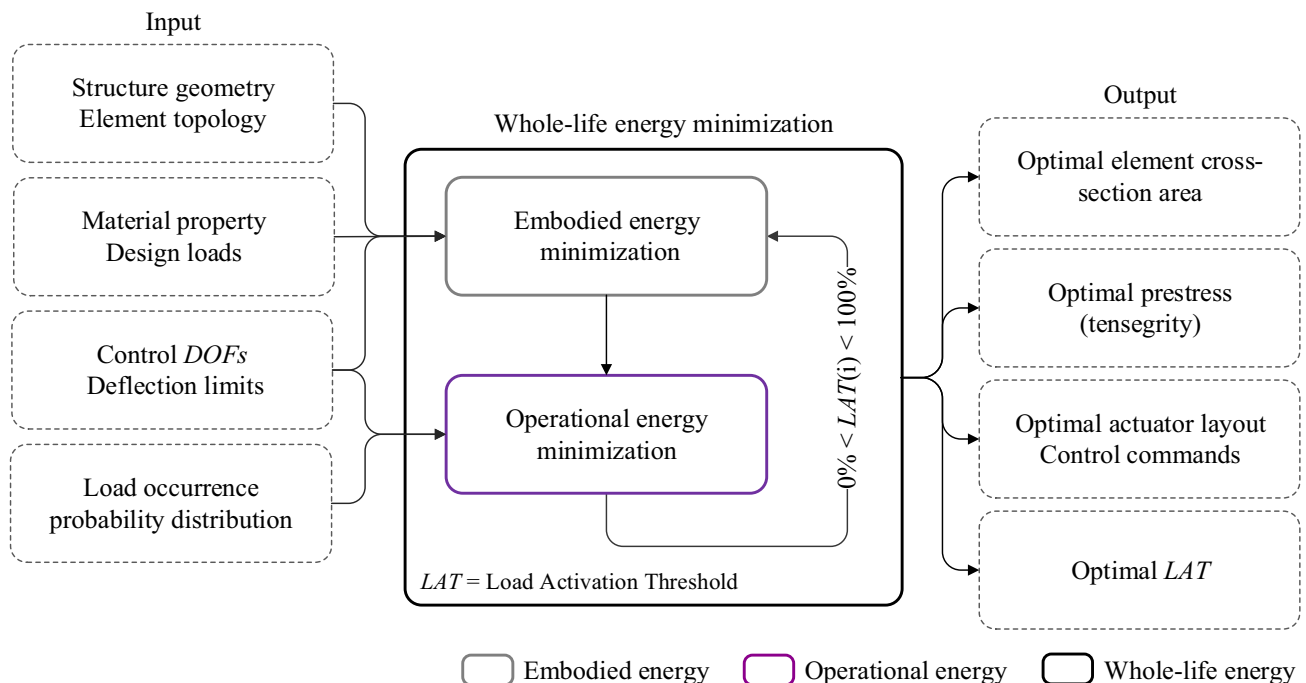 Input
Structure geometry
Element topology
Material property
Design loads
Control DOFs
Deflection limits
Load occurrence
probability distribution
Whole-life energy minimization
Embodied energy
minimization
Operational energy
minimization
0% < LAT(i) < 100%
LAT = Load Activation Threshold
Output
Optimal element cross-
section area
Optimal prestress
(tensegrity)
Optimal actuator layout
Control commands
Optimal LAT
Embodied energy
Operational energy
Whole-life energy